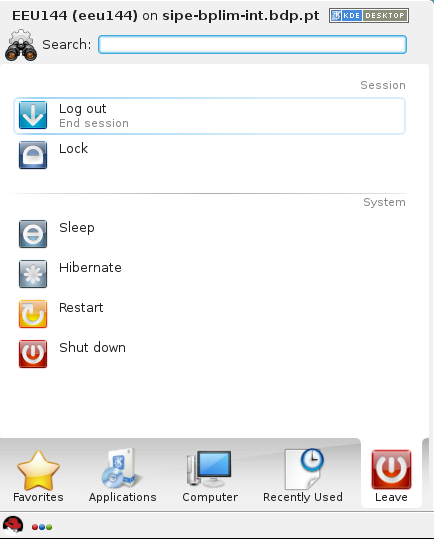 EEU144 (eeu144) on sipe-bplim-int.bdp.pt KDE DESKTOP
Search:
Session
Log out
End session
Lock
System
Sleep
Hibernate
Restart
Shut down
Favorites Applications Computer Recently Used Leave